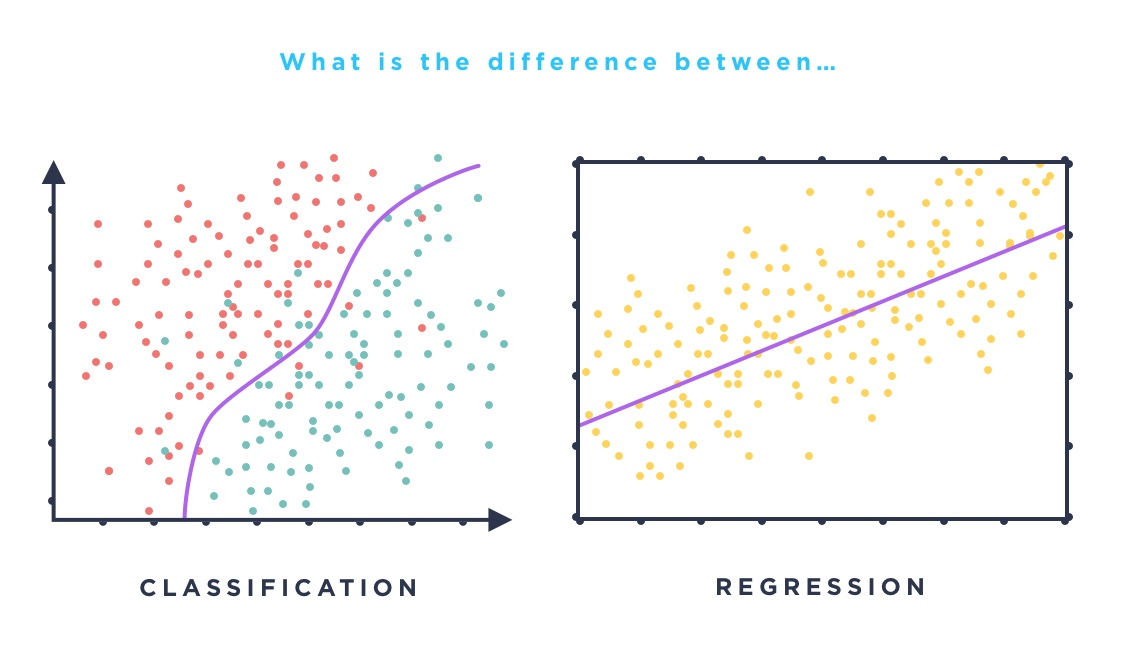 What is the difference between…
CLASSIFICATION
REGRESSION